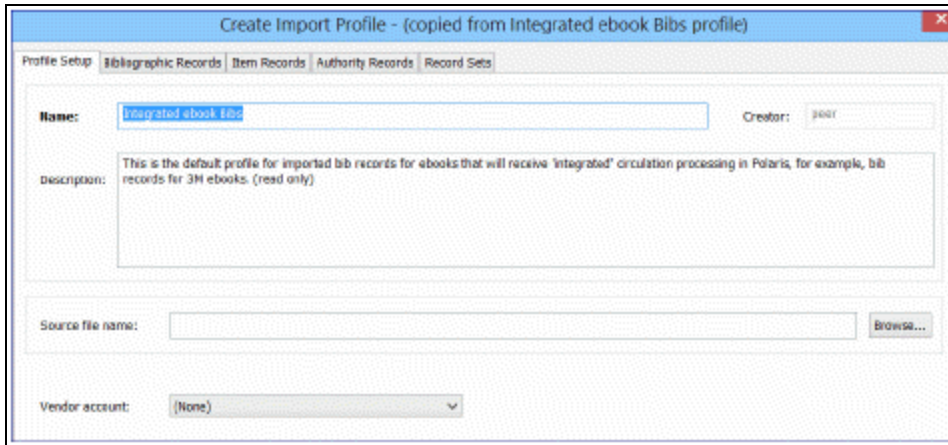 Create Import Profile - (copied from Integrated ebook Bibs profile)
Profile Setup Bibliographic Records Item Records Authority Records Record Sets
Name: Integrated ebook Bibs Creator: peer
This is the default profile for imported bib records for ebooks that will receive 'integrated' circulation processing in Polaris, for example, bib
Description: records for 3M ebooks. (read only)
Source file name: Browse...
Vendor account: (None)